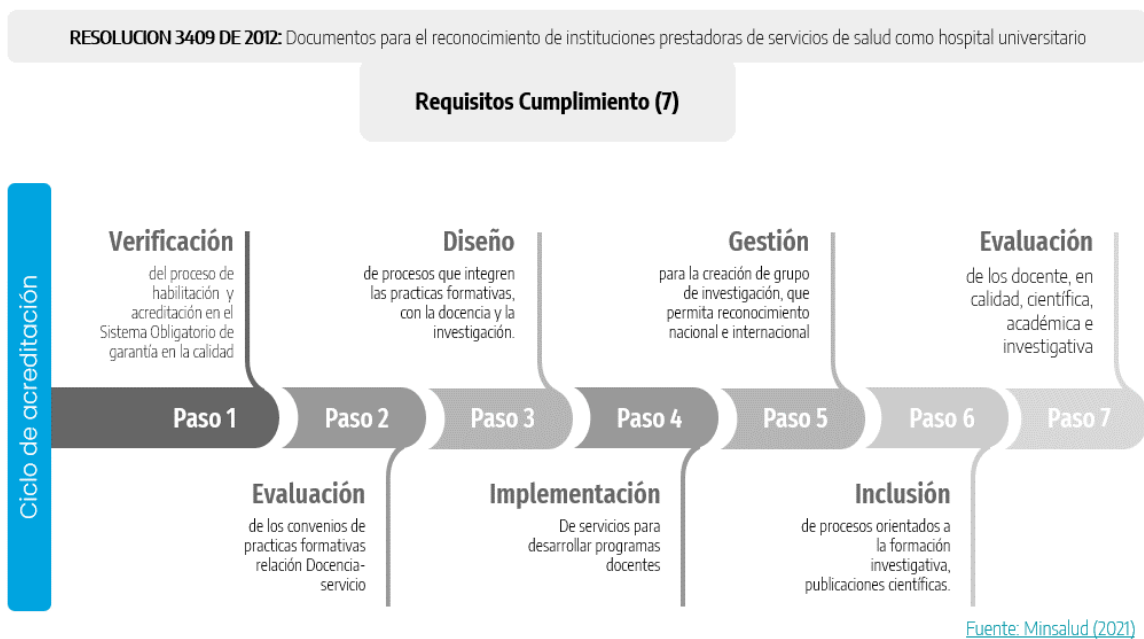 RESOLUCION 3409 DE 2012: Documentos para el reconocimiento de instituciones prestadoras de servicios de salud como hospital universitario
Requisitos Cumplimiento (7)
Ciclo de acreditación
Verificación
del proceso de
habilitación y
acreditación en el
Sistema Obligatorio de
garantía en la calidad
Diseño
de procesos que integren
las practicas formativas,
con la docencia y la
investigación.
Gestión
para la creación de grupo
de investigación, que
permita reconocimiento
nacional e internacional
Evaluación
de los docente, en
calidad, científica,
académica e
investigativa
Paso 1
Paso 2
Paso 3
Paso 4
Paso 5
Paso 6
Paso 7
Evaluación
de los convenios de
practicas formativas
relación Docencia-
servicio
Implementación
De servicios para
desarrollar programas
docentes
Inclusión
de procesos orientados a
la formación
investigativa,
publicaciones científicas.
Fuente: Minsalud (2021)